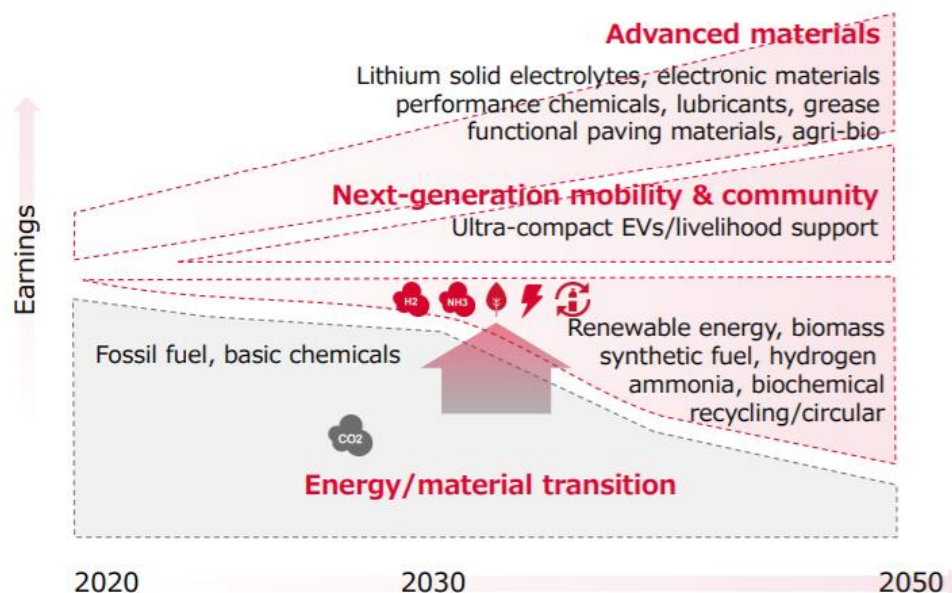 Advanced materials
Lithium solid electrolytes, electronic materials
performance chemicals, lubricants, grease
functional paving materials, agri-bio
Earnings
Next-generation mobility & community
Ultra-compact EVs/livelihood support
H2
NH3
Fossil fuel, basic chemicals
Renewable energy, biomass
synthetic fuel, hydrogen
ammonia, biochemical
recycling/circular
CO2
Energy/material transition
2020
2030
2050